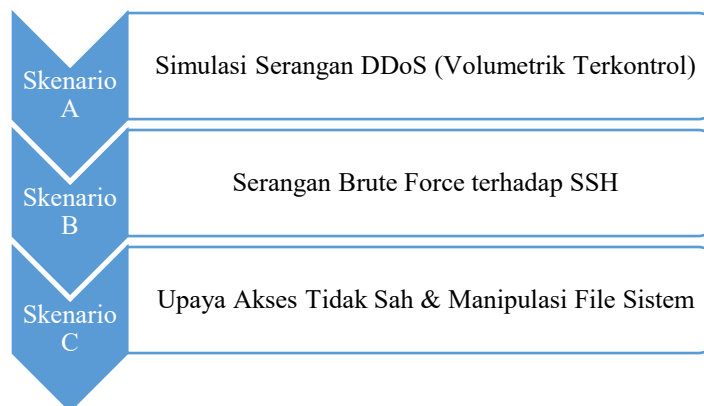 Skenario
A
Simulasi Serangan DDoS (Volumetrik Terkontrol)
Skenario
B
Serangan Brute Force terhadap SSH
Skenario
C
Upaya Akses Tidak Sah & Manipulasi File Sistem